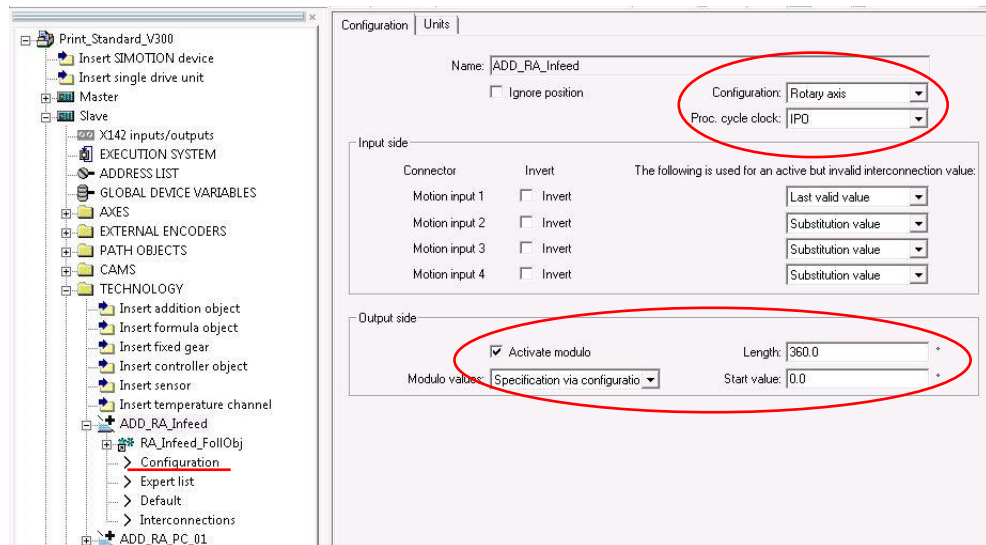 Print_Standard_V300
Insert SIMOTION device
Insert single drive unit
Master
Slave
X142 inputs/outputs
EXECUTION SYSTEM
ADDRESS LIST
GLOBAL DEVICE VARIABLES
AXES
EXTERNAL ENCODERS
PATH OBJECTS
CAMS
TECHNOLOGY
Insert addition object
Insert formula object
Insert fixed gear
Insert controller object
Insert sensor
Insert temperature channel
ADD_RA_Infeed
RA_Infeed_FollObj
Configuration
Expert list
Default
Interconnections
ADD_RA_PC_01
Configuration Units
Name: ADD_RA_Infeed
Ignore position Configuration: Rotary axis
Proc. cycle clock: IPO
Input side
Connector Invert The following is used for an active but invalid interconnection value:
Motion input 1 Invert Last valid value
Motion input 2 Invert Substitution value
Motion input 3 Invert Substitution value
Motion input 4 Invert Substitution value
Output side
Activate modulo Length: 360.0 °
Modulo values: Specification via configuratio Start value: 0.0 °